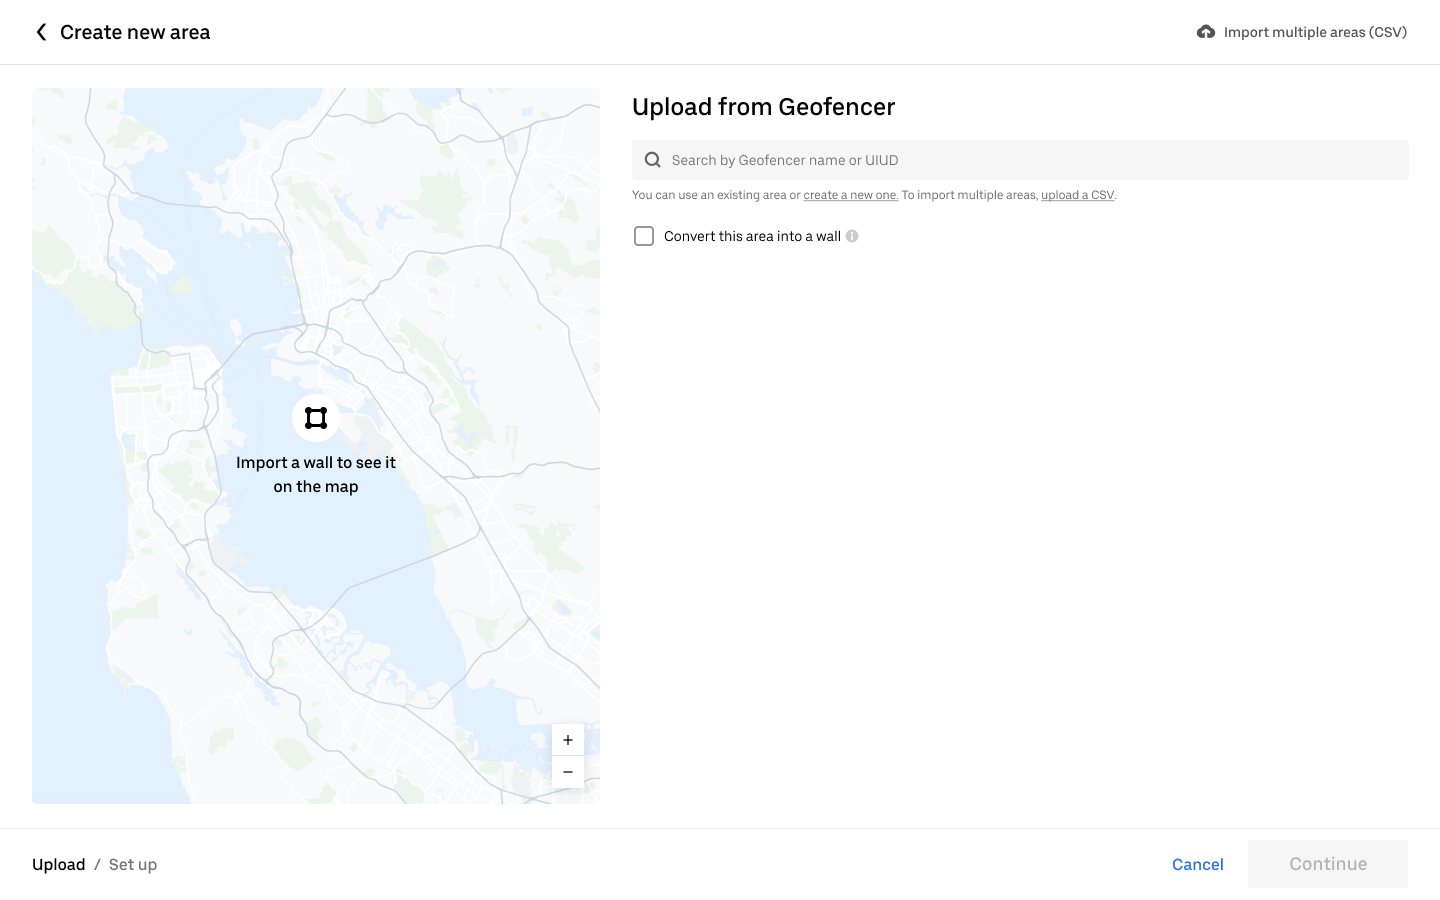 Create new area
Import multiple areas (CSV)
Upload from Geofencer
Search by Geofencer name or UIUD
You can use an existing area or create a new one. To import multiple areas, upload a CSV.
Convert this area into a wall
Import a wall to see it
on the map
+
−
Upload / Set up
Cancel
Continue